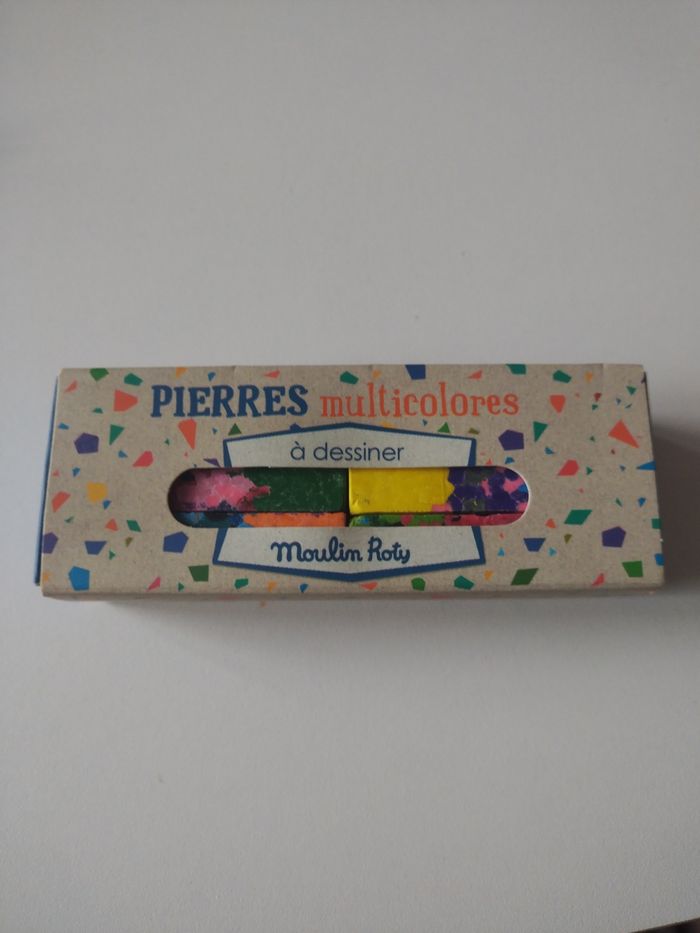 PIERRES multicolores
à dessiner
Moulin Roty